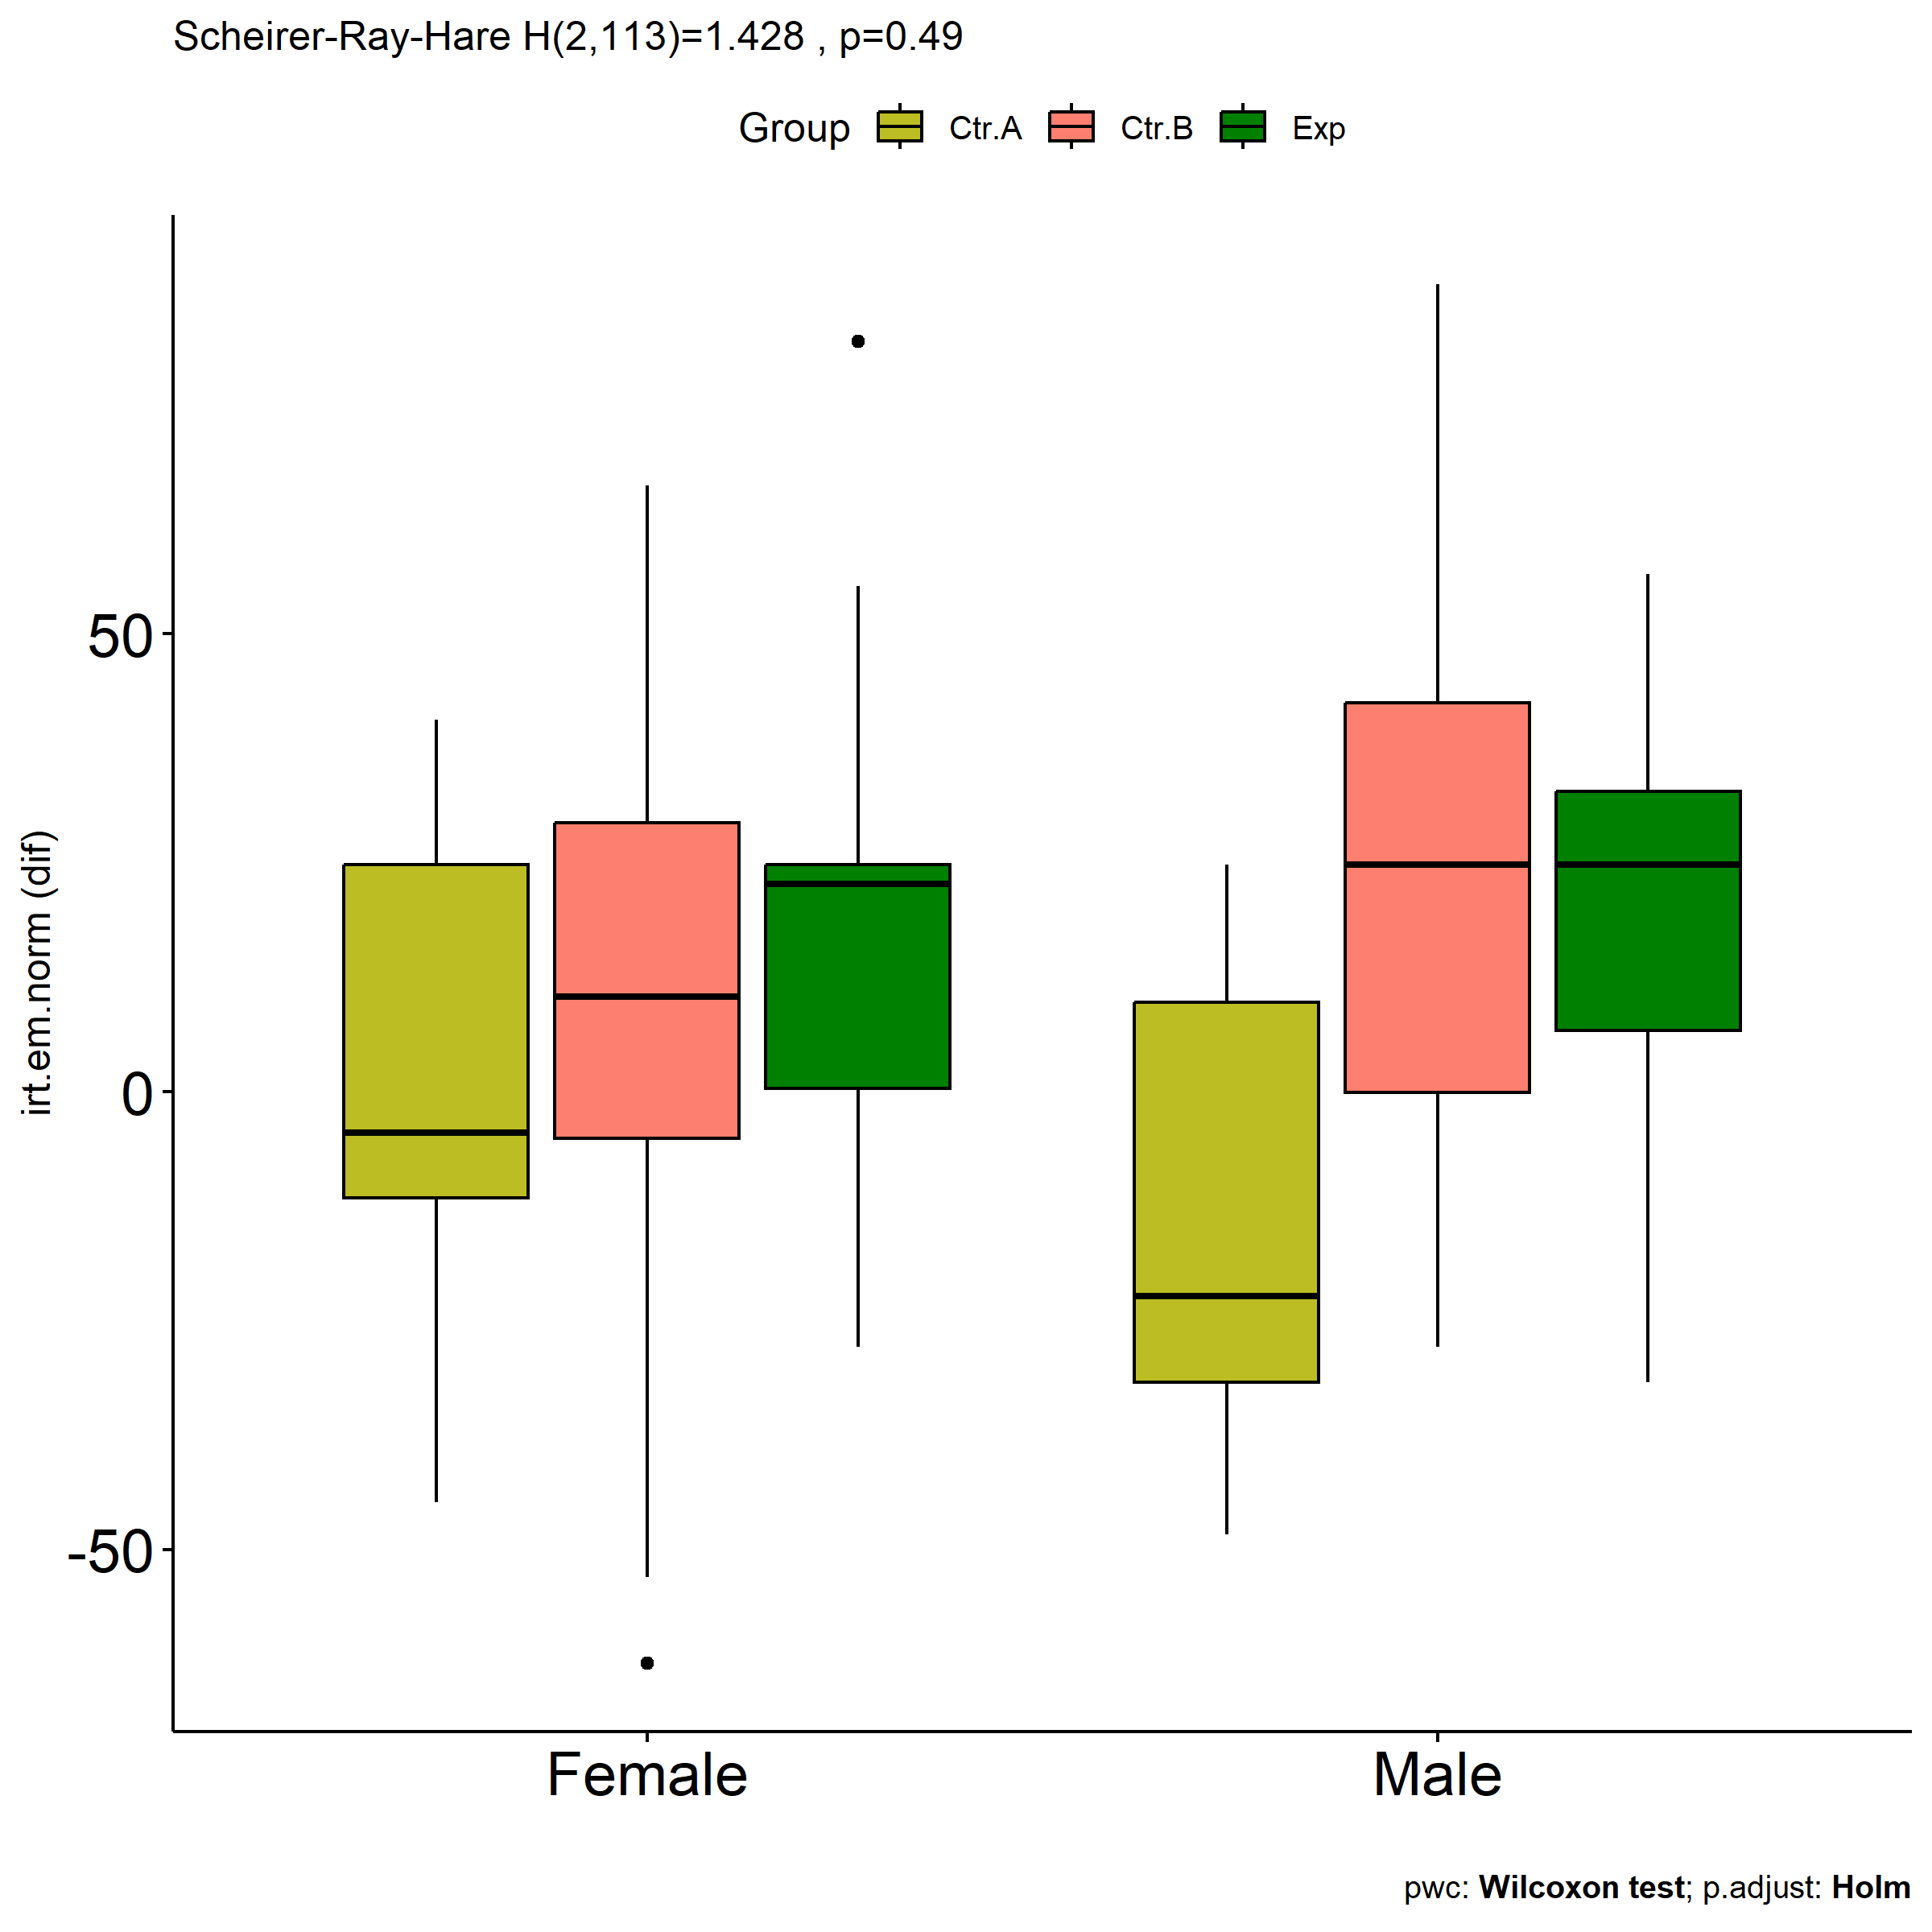 Scheirer-Ray-Hare H(2,113)=1.428 , p=0.49
Group Ctr.A Ctr.B Exp
irt.em.norm (dif)
50
0
-50
Female Male
pwc: Wilcoxon test; p.adjust: Holm